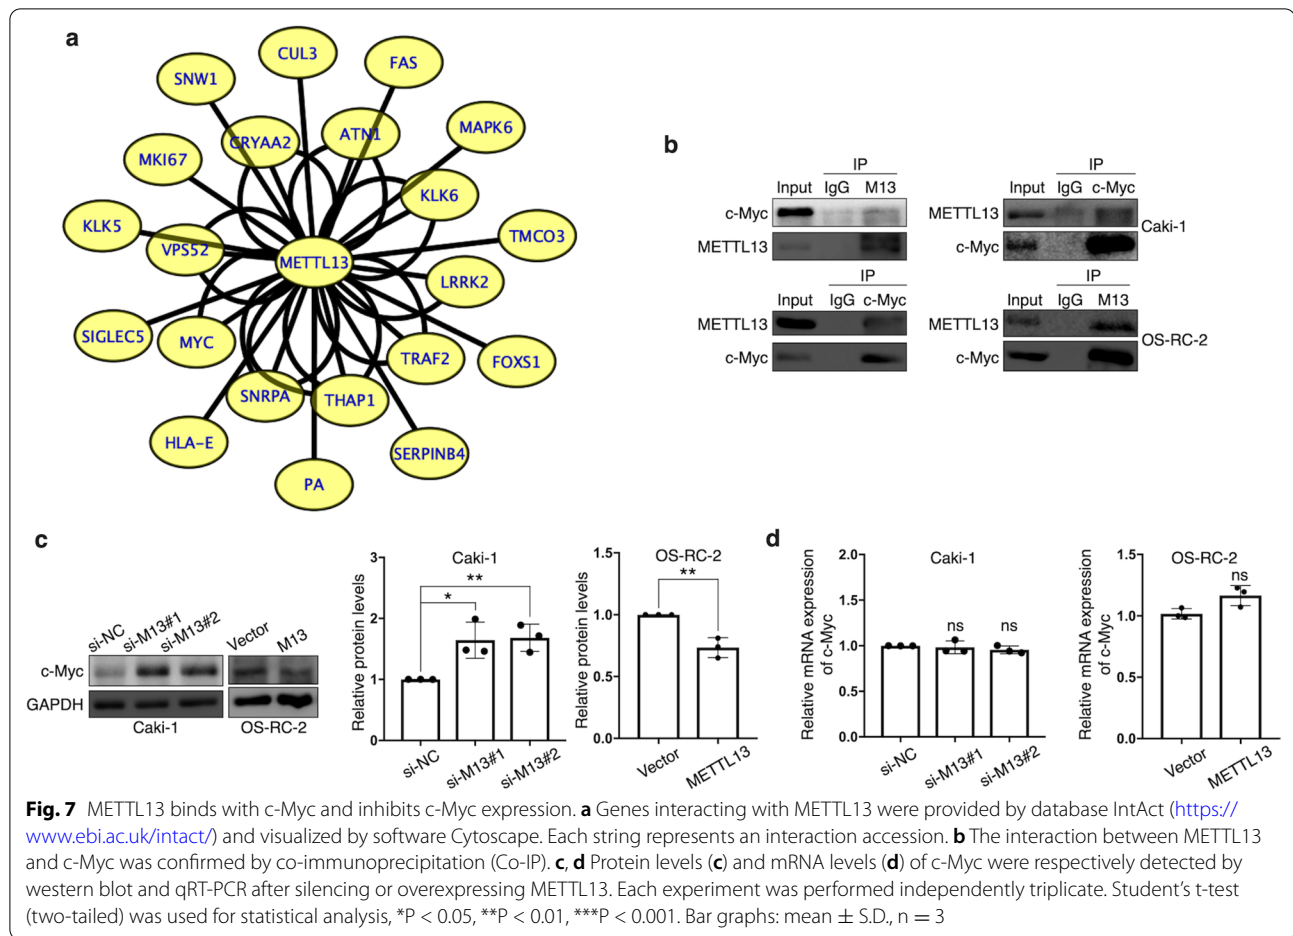 a
CUL3
FAS
SNW1
CRYAA2
ATN1
MAPK6
MKI67
KLK6
KLK5
VPS52
TMCO3
METTL13
LRRK2
SIGLEC5
MYC
TRAF2
FOXS1
SNRPA
THAP1
HLA-E
SERPINB4
PA
b
IP
Input IgG M13
c-Myc
METTL13
IP
Input IgG c-Myc
METTL13
c-Myc
Caki-1
IP
Input IgG c-Myc
METTL13
c-Myc
IP
Input IgG M13
METTL13
c-Myc
OS-RC-2
c
si-NC
si-M13#1
si-M13#2
Vector
M13
c-Myc
GAPDH
Caki-1 OS-RC-2
Caki-1
Relative protein levels
3
2
1
0
*
**
si-NC
si-M13#1
si-M13#2
OS-RC-2
Relative protein levels
1.5
1.0
0.5
0.0
**
Vector
METTL13
d
Caki-1
Relative mRNA expression
of c-Myc
2.0
1.5
1.0
0.5
0.0
ns
ns
si-NC
si-M13#1
si-M13#2
OS-RC-2
Relative mRNA expression
of c-Myc
1.5
1.0
0.5
0.0
ns
Vector
METTL13
Fig. 7 METTL13 binds with c-Myc and inhibits c-Myc expression. a Genes interacting with METTL13 were provided by database IntAct (https://
www.ebi.ac.uk/intact/) and visualized by software Cytoscape. Each string represents an interaction accession. b The interaction between METTL13
and c-Myc was confirmed by co-immunoprecipitation (Co-IP). c, d Protein levels (c) and mRNA levels (d) of c-Myc were respectively detected by
western blot and qRT-PCR after silencing or overexpressing METTL13. Each experiment was performed independently triplicate. Student's t-test
(two-tailed) was used for statistical analysis, *P < 0.05, **P < 0.01, ***P < 0.001. Bar graphs: mean ± S.D., n = 3